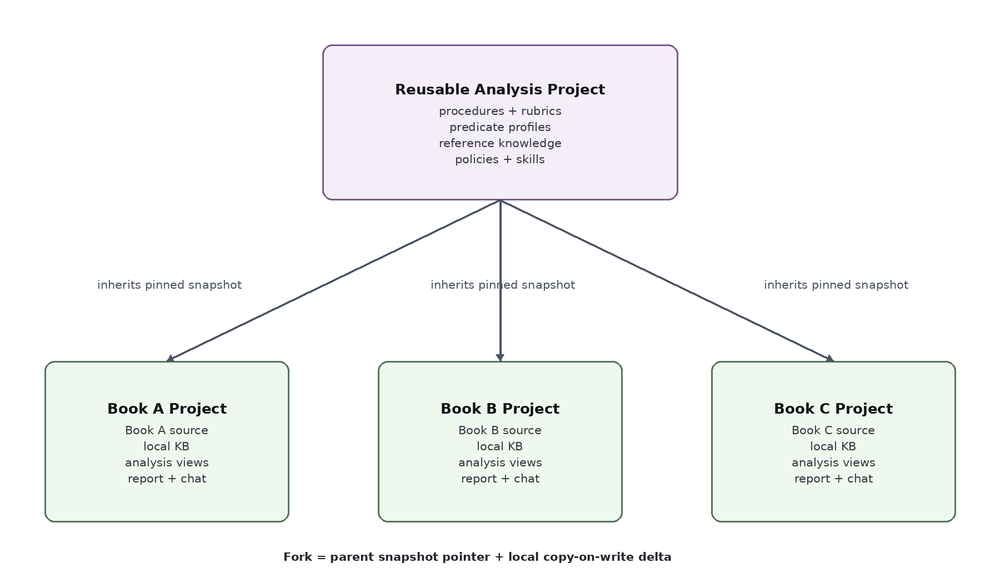 Reusable Analysis Project
procedures + rubrics
predicate profiles
reference knowledge
policies + skills
inherits pinned snapshot
inherits pinned snapshot
inherits pinned snapshot
Book A Project
Book A source
local KB
analysis views
report + chat
Book B Project
Book B source
local KB
analysis views
report + chat
Book C Project
Book C source
local KB
analysis views
report + chat
Fork = parent snapshot pointer + local copy-on-write delta